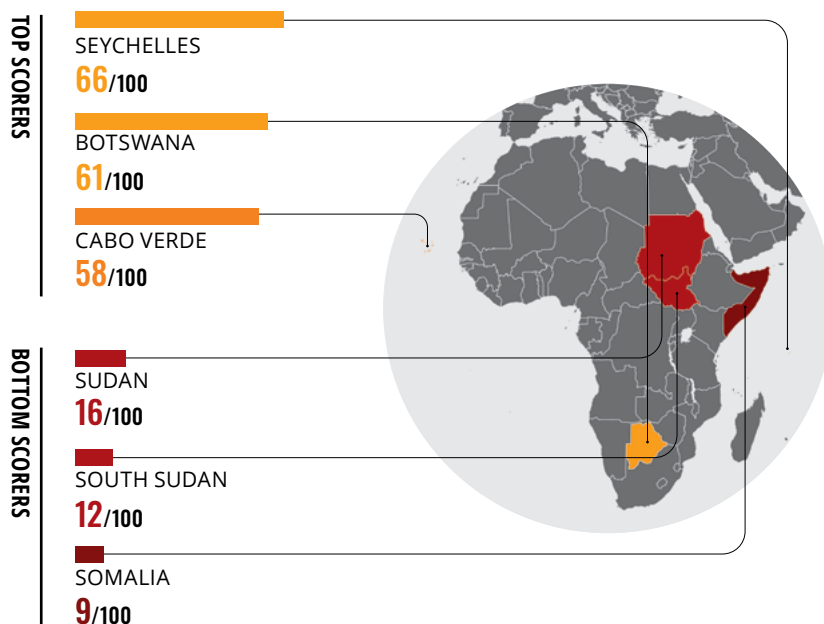 TOP SCORERS
SEYCHELLES
66/100
BOTSWANA
61/100
CABO VERDE
58/100
BOTTOM SCORERS
SUDAN
16/100
SOUTH SUDAN
12/100
SOMALIA
9/100